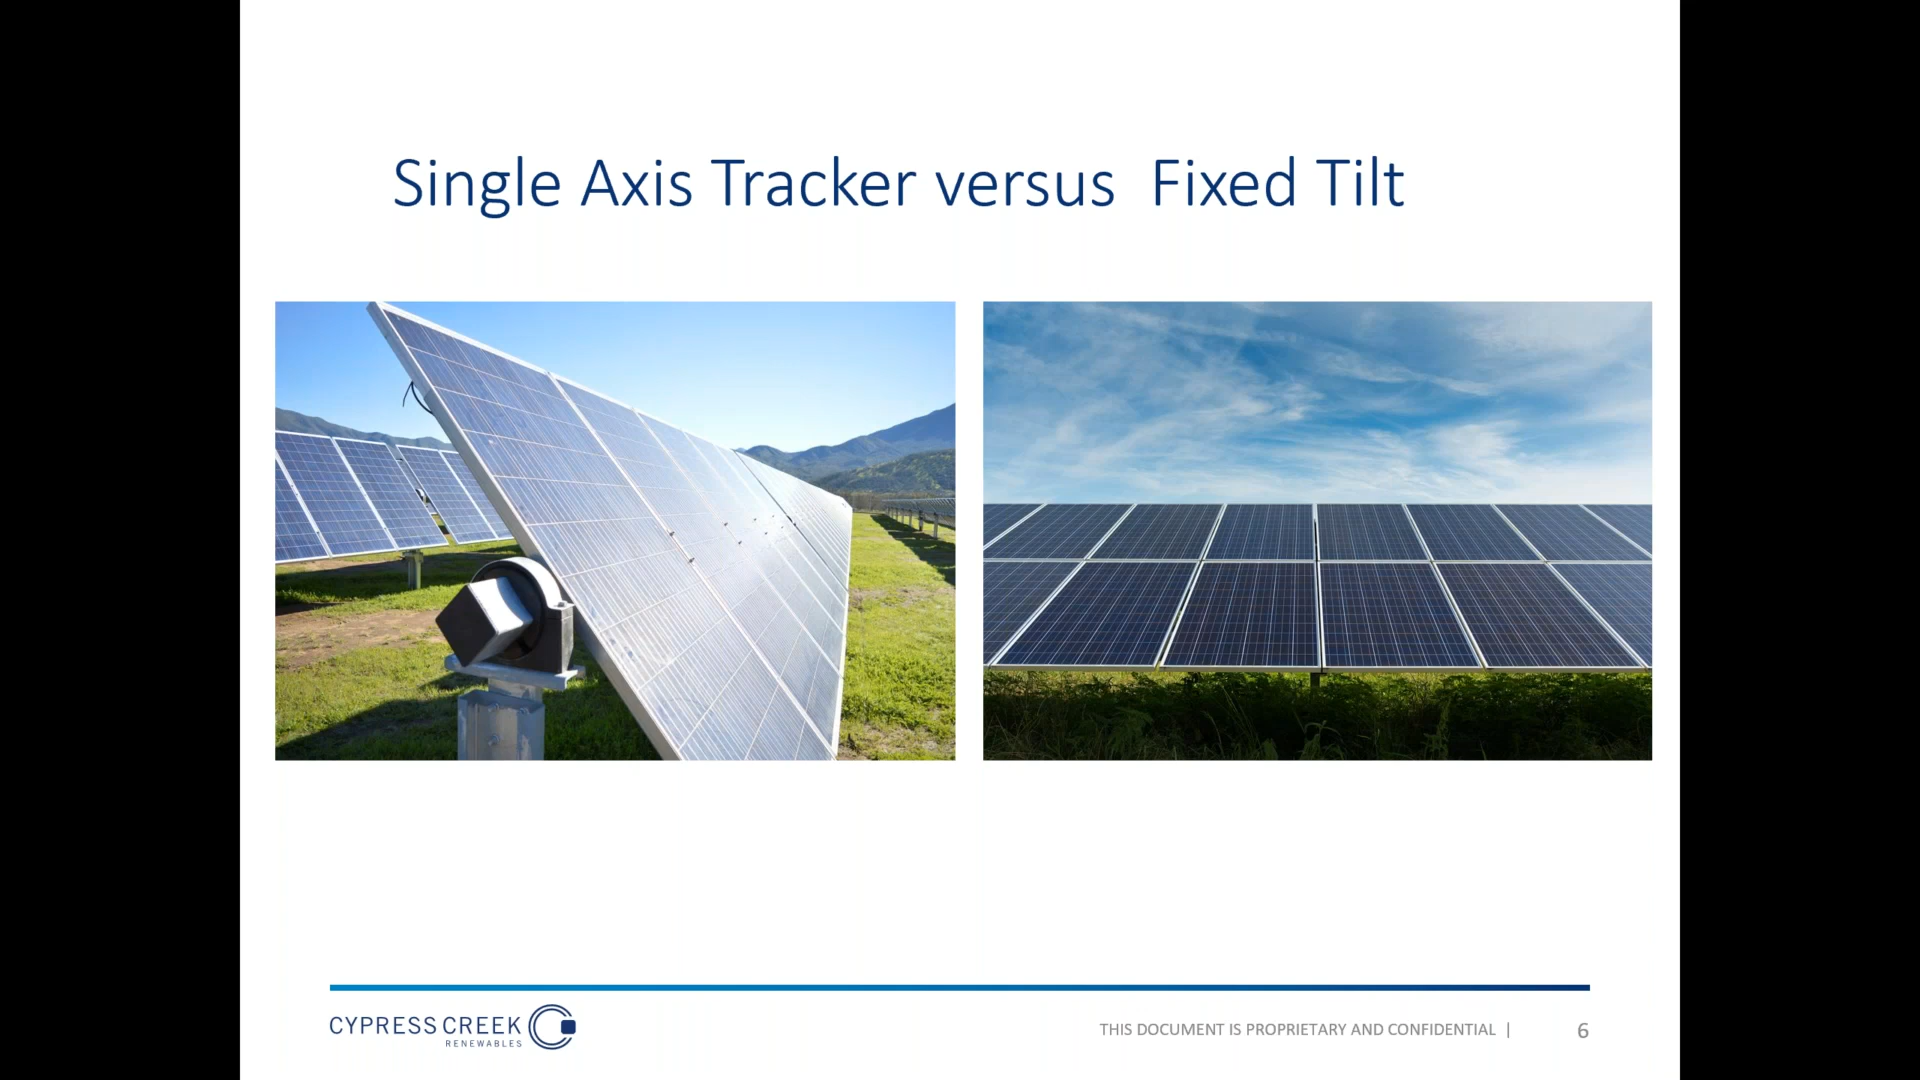 Single Axis Tracker versus  Fixed Tilt
CYPRESS CREEK
RENEWABLES
THIS DOCUMENT IS PROPRIETARY AND CONFIDENTIAL |
6